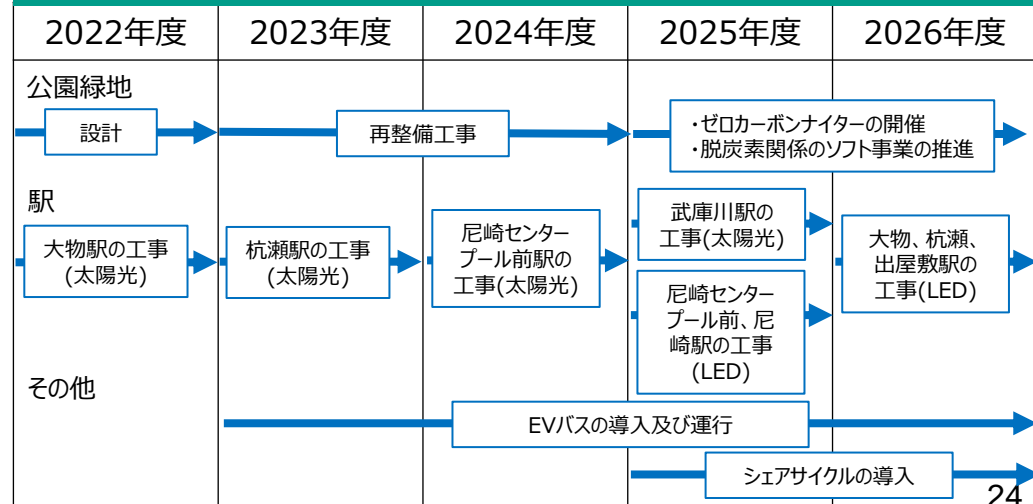 2022年度
2023年度
2024年度
2025年度
2026年度
公園緑地
設計
再整備工事
・ゼロカーボンナイターの開催
・脱炭素関係のソフト事業の推進
駅
大物駅の工事
(太陽光)
杭瀬駅の工事
(太陽光)
尼崎センター
プール前駅の
工事(太陽光)
武庫川駅の
工事(太陽光)
尼崎センター
プール前、尼
崎駅の工事
(LED)
大物、杭瀬、
出屋敷駅の
工事(LED)
その他
EVバスの導入及び運行
シェアサイクルの導入
24